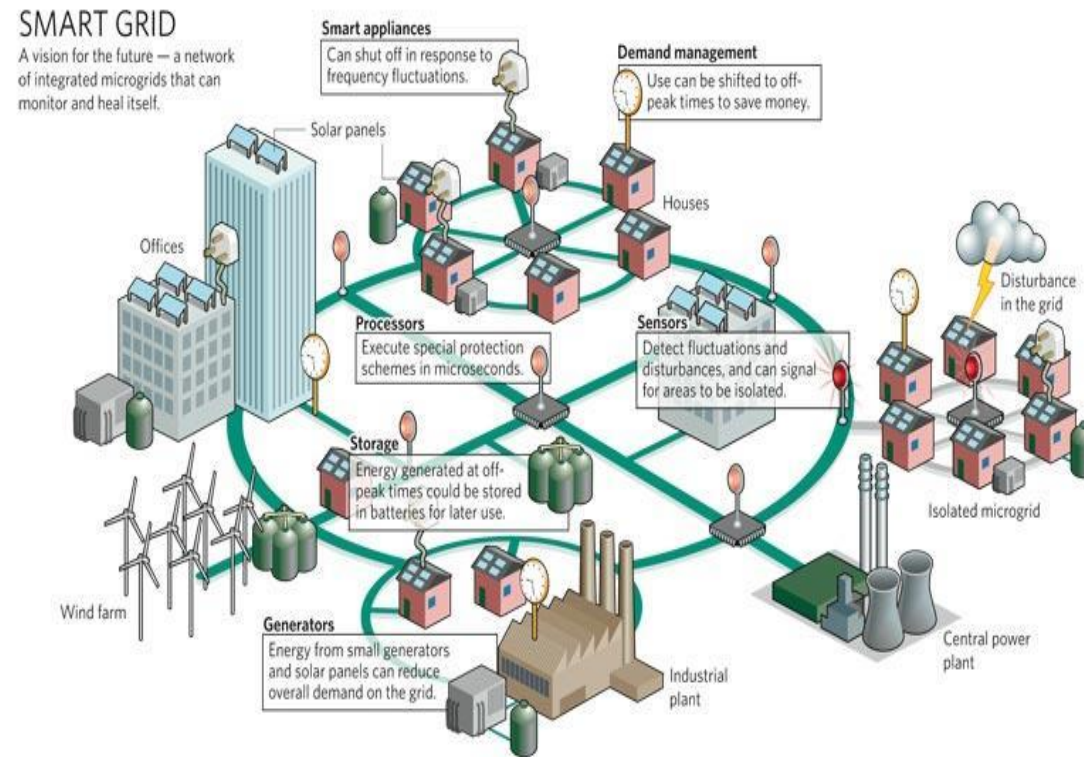 SMART GRID
A vision for the future — a network
of integrated microgrids that can
monitor and heal itself.
Smart appliances
Can shut off in response to
frequency fluctuations.
Demand management
Use can be shifted to off-
peak times to save money.
Solar panels
Houses
Offices
Disturbance
in the grid
Processors
Execute special protection
schemes in microseconds.
Sensors
Detect fluctuations and
disturbances, and can signal
for areas to be isolated.
Storage
Energy generated at off-
peak times could be stored
in batteries for later use.
Isolated microgrid
Wind farm
Generators
Energy from small generators
and solar panels can reduce
overall demand on the grid.
Industrial
plant
Central power
plant